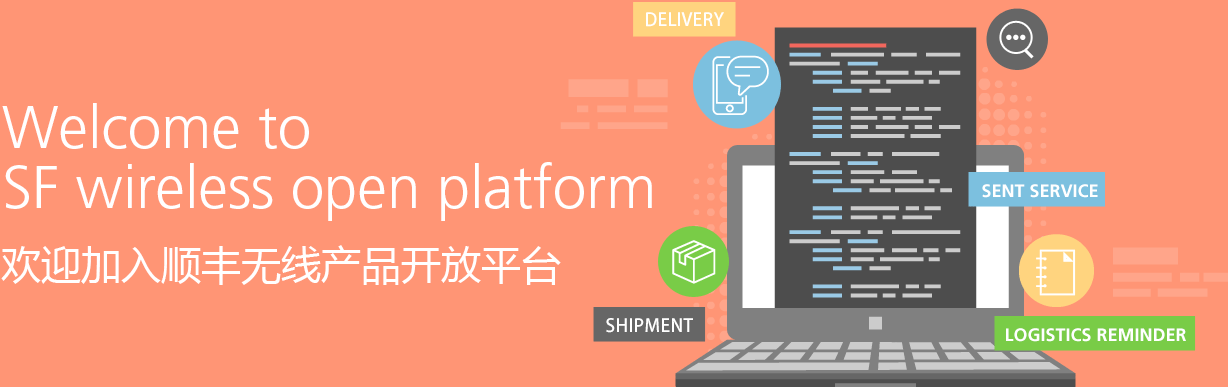 Welcome to
SF wireless open platform
欢迎加入顺丰无线产品开放平台
DELIVERY
SENT SERVICE
SHIPMENT
LOGISTICS REMINDER